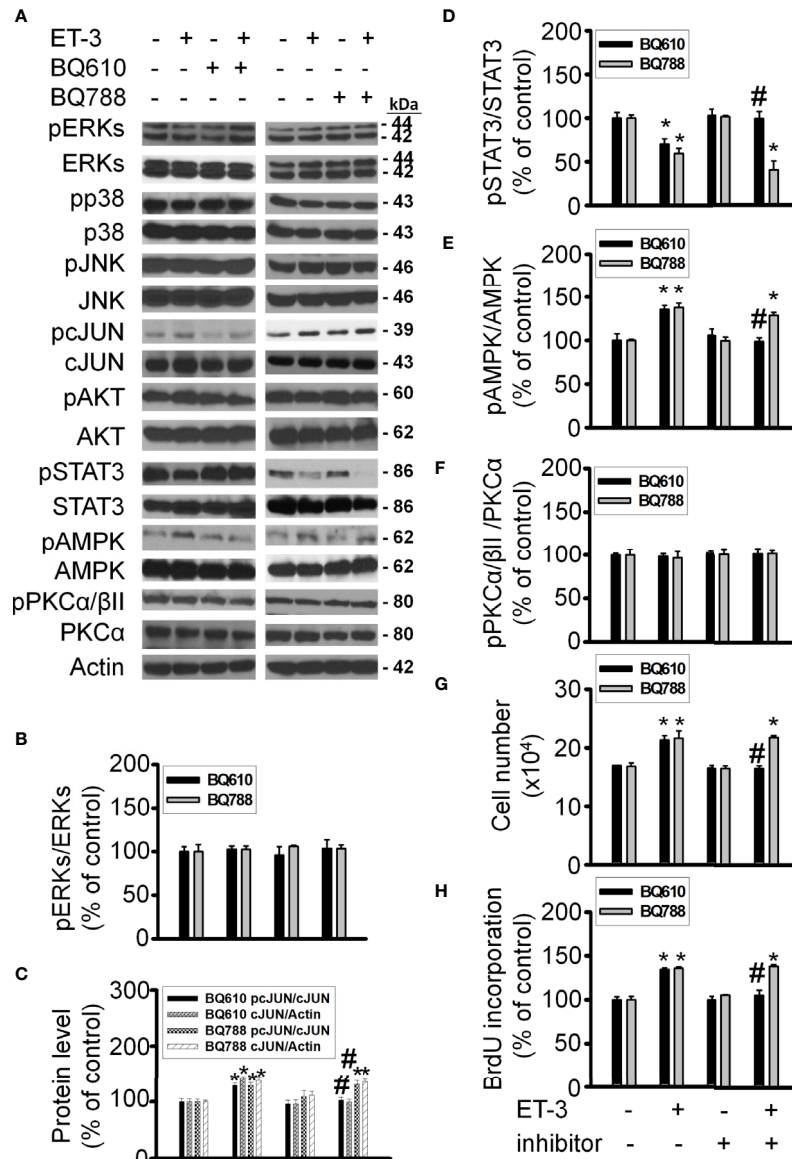 A
ET-3 - + - + - + - +
BQ610 - - + + - - - -
BQ788 - - - - - - + +
kDa
pERKs - 44
- 42
ERKs - 44
- 42
pp38 - 43
p38 - 43
pJNK - 46
JNK - 46
pcJUN - 39
cJUN - 43
pAKT - 60
AKT - 62
pSTAT3 - 86
STAT3 - 86
pAMPK - 62
AMPK - 62
pPKCα/βII - 80
PKCα - 80
Actin - 42
B
pERKs/ERKs
(% of control)
200
150
100
50
0
BQ610
BQ788
C
Protein level
(% of control)
300
200
100
0
BQ610 pcJUN/cJUN
BQ610 cJUN/Actin
BQ788 pcJUN/cJUN
BQ788 cJUN/Actin
* * * *
# # * *
D
pSTAT3/STAT3
(% of control)
200
150
100
50
0
BQ610
BQ788
* * # *
E
pAMPK/AMPK
(% of control)
200
150
100
50
0
BQ610
BQ788
* * # *
F
pPKCα/βII /PKCα
(% of control)
200
150
100
50
0
BQ610
BQ788
G
Cell number
(x10⁴)
30
20
10
0
BQ610
BQ788
* * # *
H
BrdU incorporation
(% of control)
200
150
100
50
0
BQ610
BQ788
* * # *
ET-3 - + - +
inhibitor - - + +